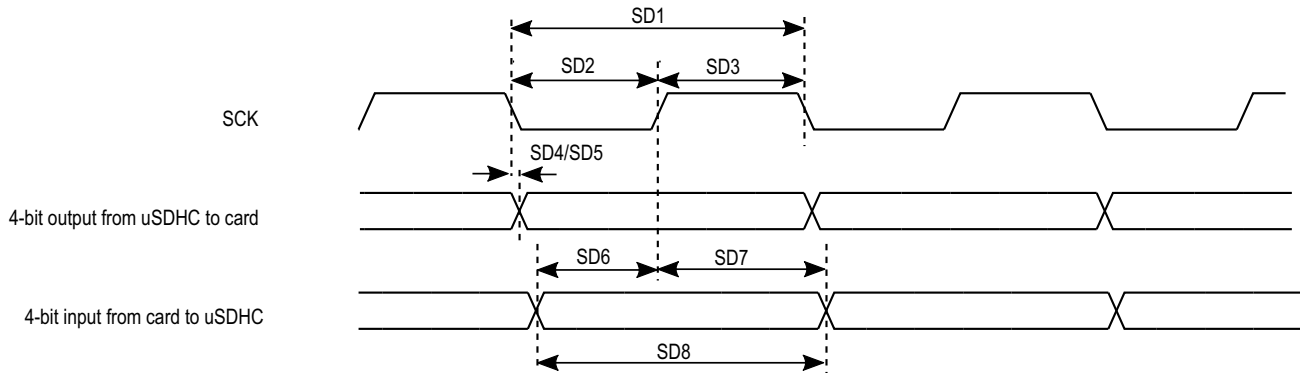 SD1
SD2
SD3
SCK
SD4/SD5
4-bit output from uSDHC to card
SD6
SD7
4-bit input from card to uSDHC
SD8